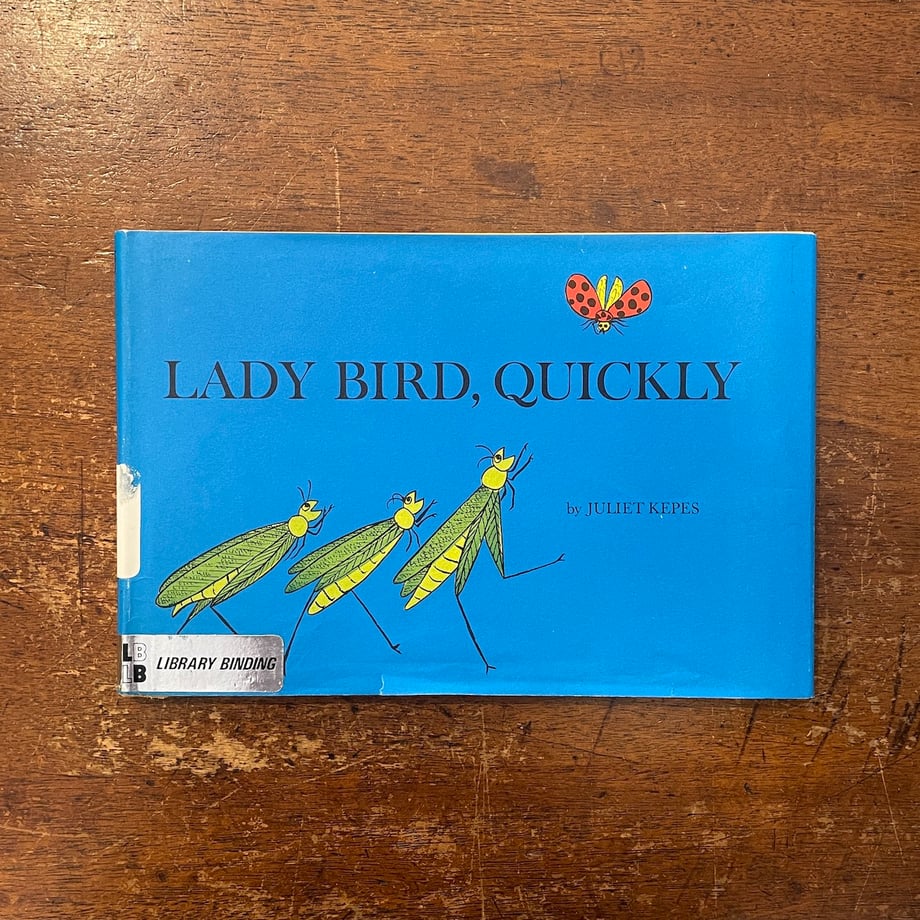 LADY BIRD, QUICKLY
by JULIET KEPES
LB
LB
LIBRARY BINDING